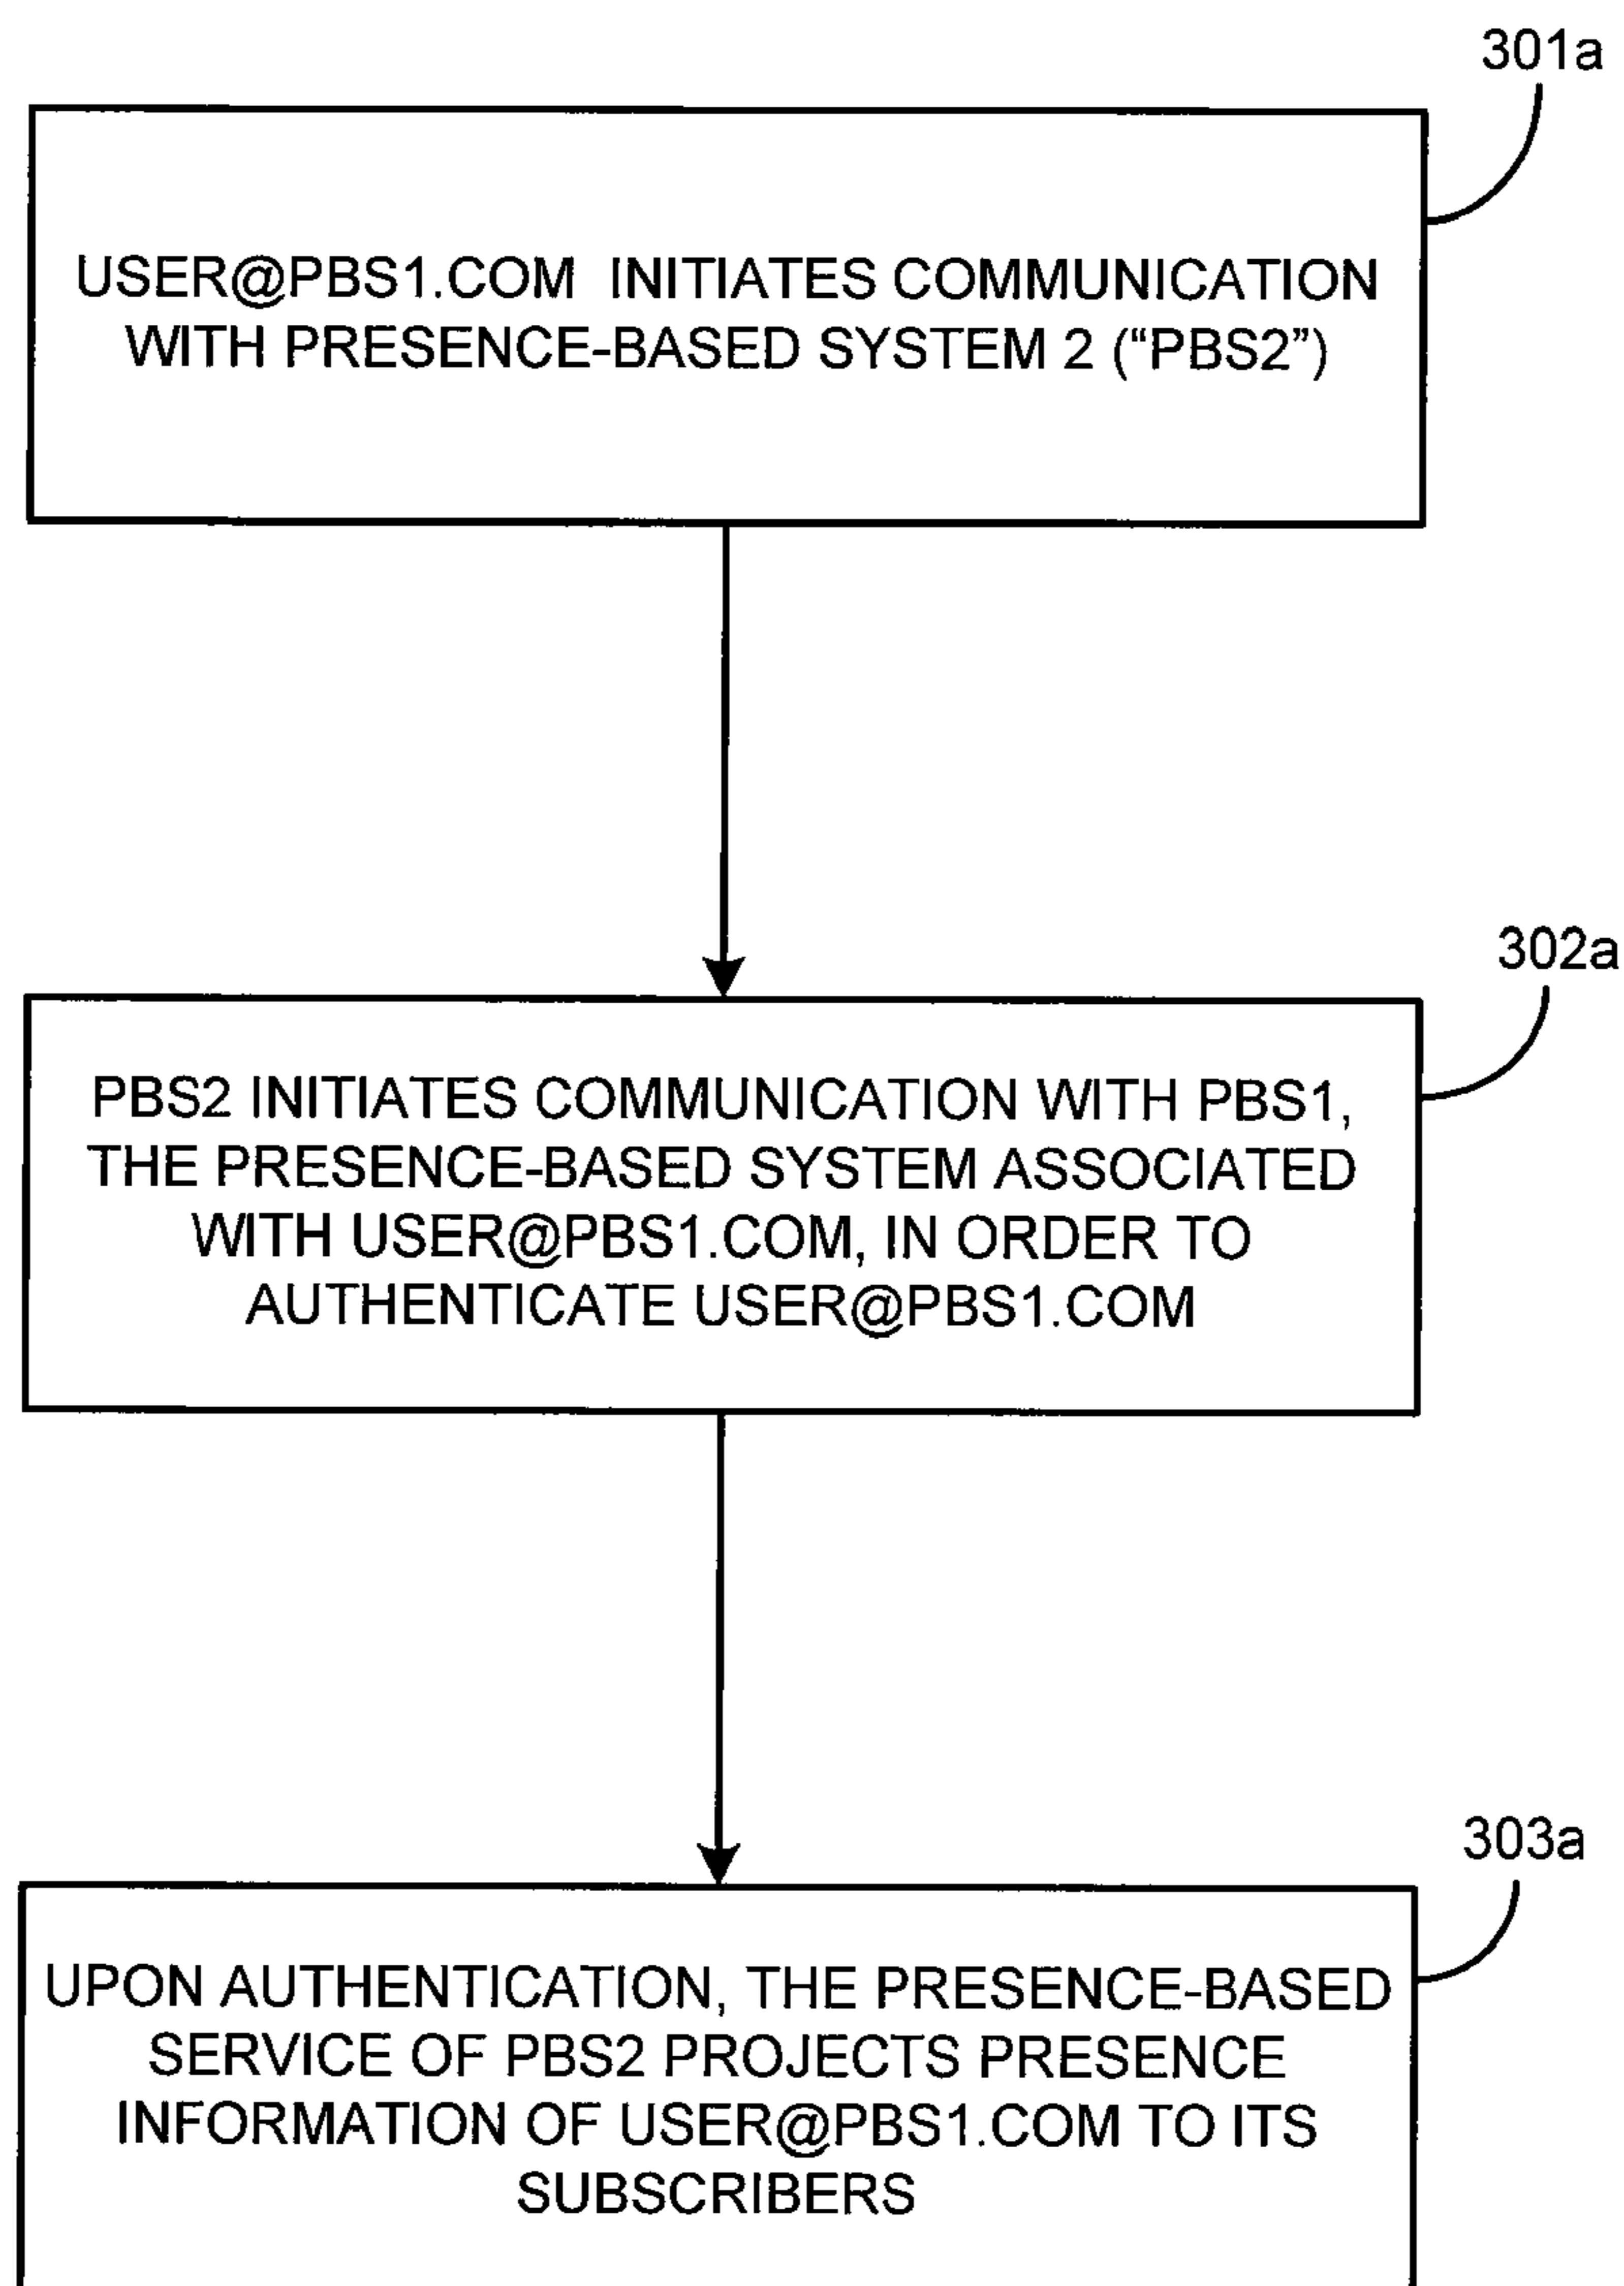 301a
USER@PBS1.COM INITIATES COMMUNICATION
WITH PRESENCE-BASED SYSTEM 2 (“PBS2”)
302a
PBS2 INITIATES COMMUNICATION WITH PBS1,
THE PRESENCE-BASED SYSTEM ASSOCIATED
WITH USER@PBS1.COM, IN ORDER TO
AUTHENTICATE USER@PBS1.COM
303a
UPON AUTHENTICATION, THE PRESENCE-BASED
SERVICE OF PBS2 PROJECTS PRESENCE
INFORMATION OF USER@PBS1.COM TO ITS
SUBSCRIBERS